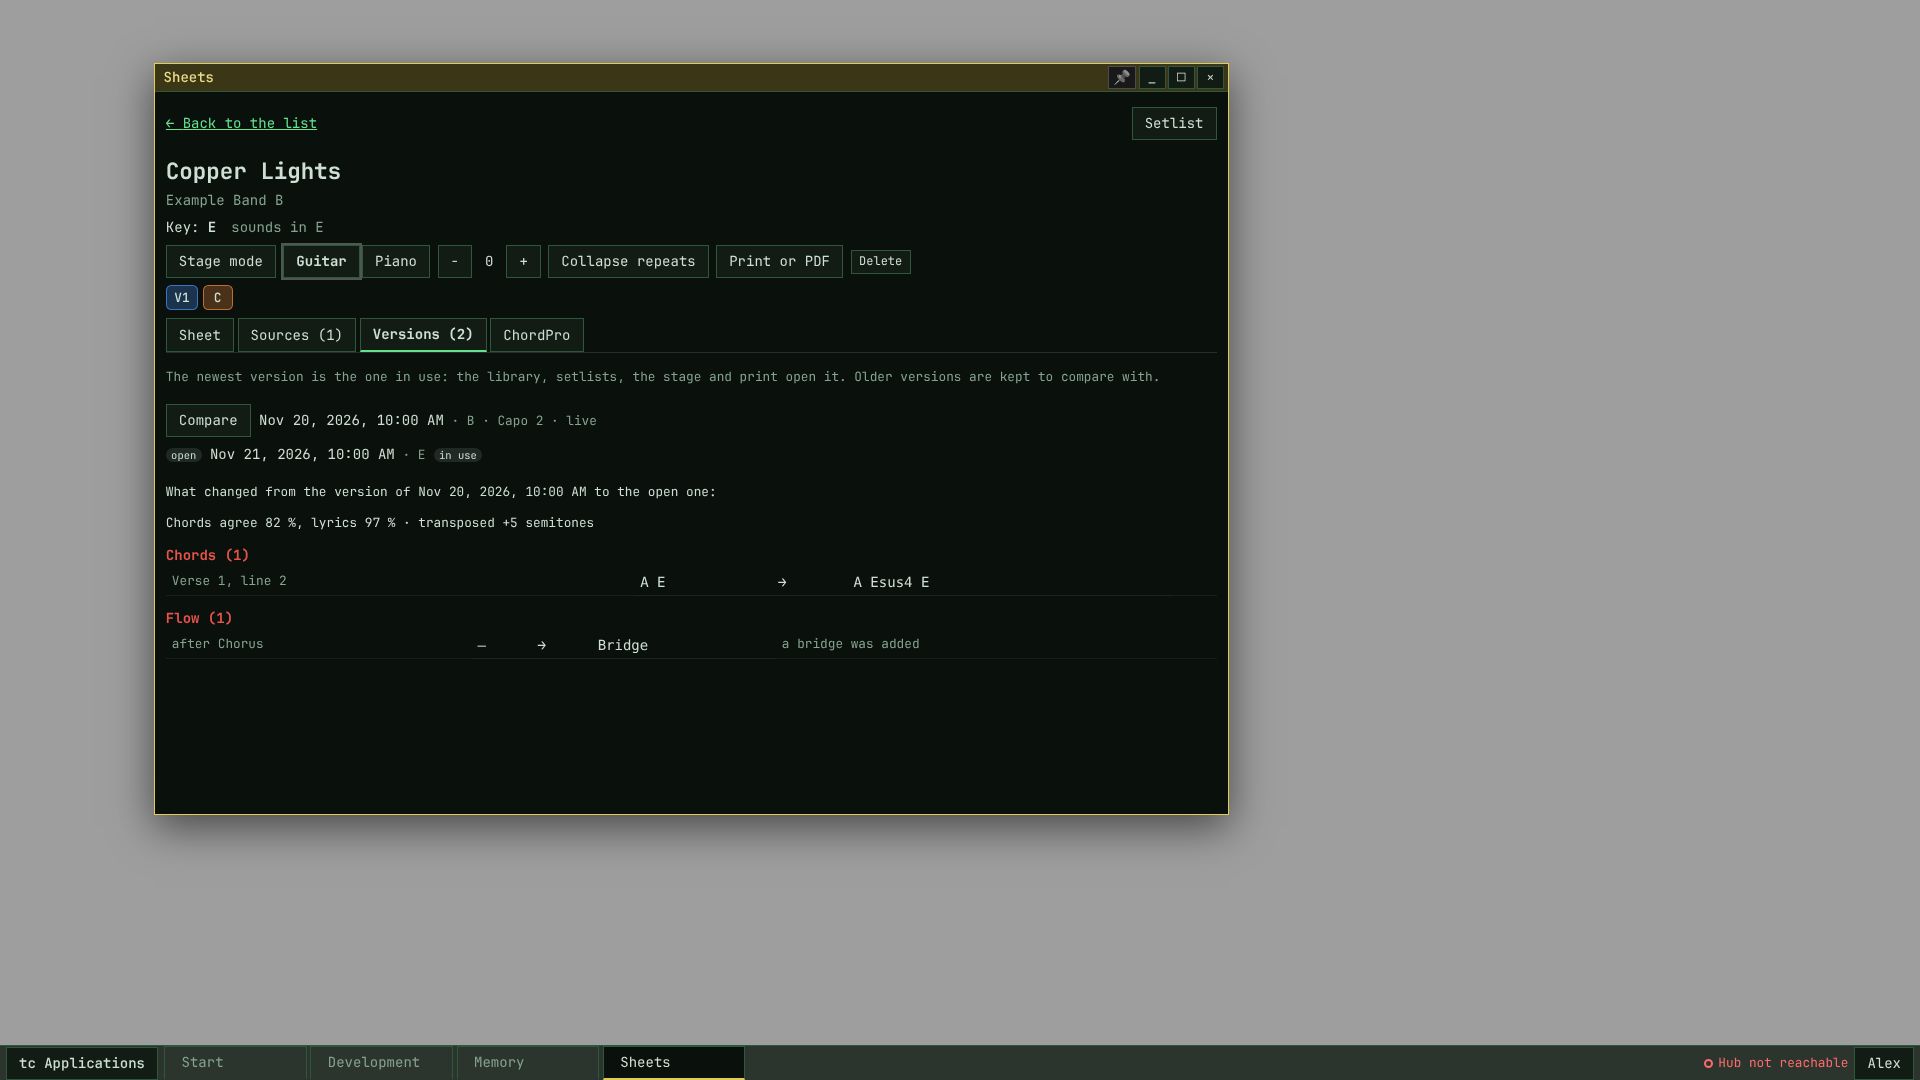 Sheets
_ □ ×
← Back to the list
Setlist
Copper Lights
Example Band B
Key: E sounds in E
Stage mode Guitar Piano - 0 + Collapse repeats Print or PDF Delete
V1 C
Sheet Sources (1) Versions (2) ChordPro
The newest version is the one in use: the library, setlists, the stage and print open it. Older versions are kept to compare with.
Compare Nov 20, 2026, 10:00 AM · B · Capo 2 · live
open Nov 21, 2026, 10:00 AM · E in use
What changed from the version of Nov 20, 2026, 10:00 AM to the open one:
Chords agree 82 %, lyrics 97 % · transposed +5 semitones
Chords (1)
Verse 1, line 2 A E → A Esus4 E
Flow (1)
after Chorus — → Bridge a bridge was added
tc Applications Start Development Memory Sheets Hub not reachable Alex